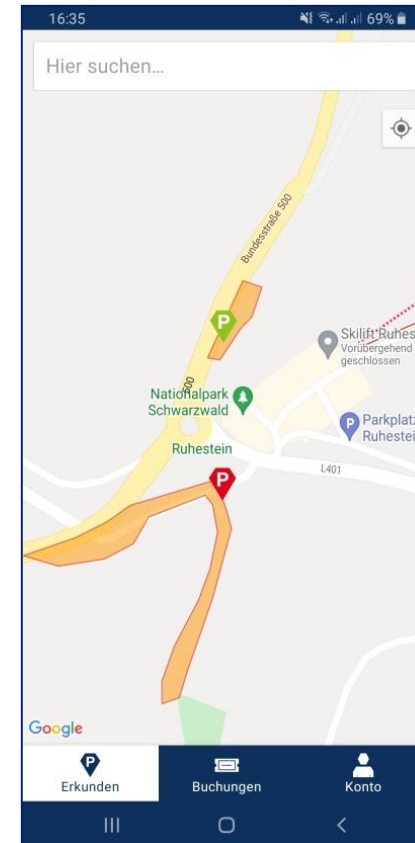 16:35
69%
Hier suchen...
Bundesstraße 500
P
Skilift Ruhes
Vorübergehend
geschlossen
500
Nationalpark
Schwarzwald
P
Parkplatz
Ruhestei
Ruhestein
L401
P
Google
P
Erkunden
Buchungen
Konto